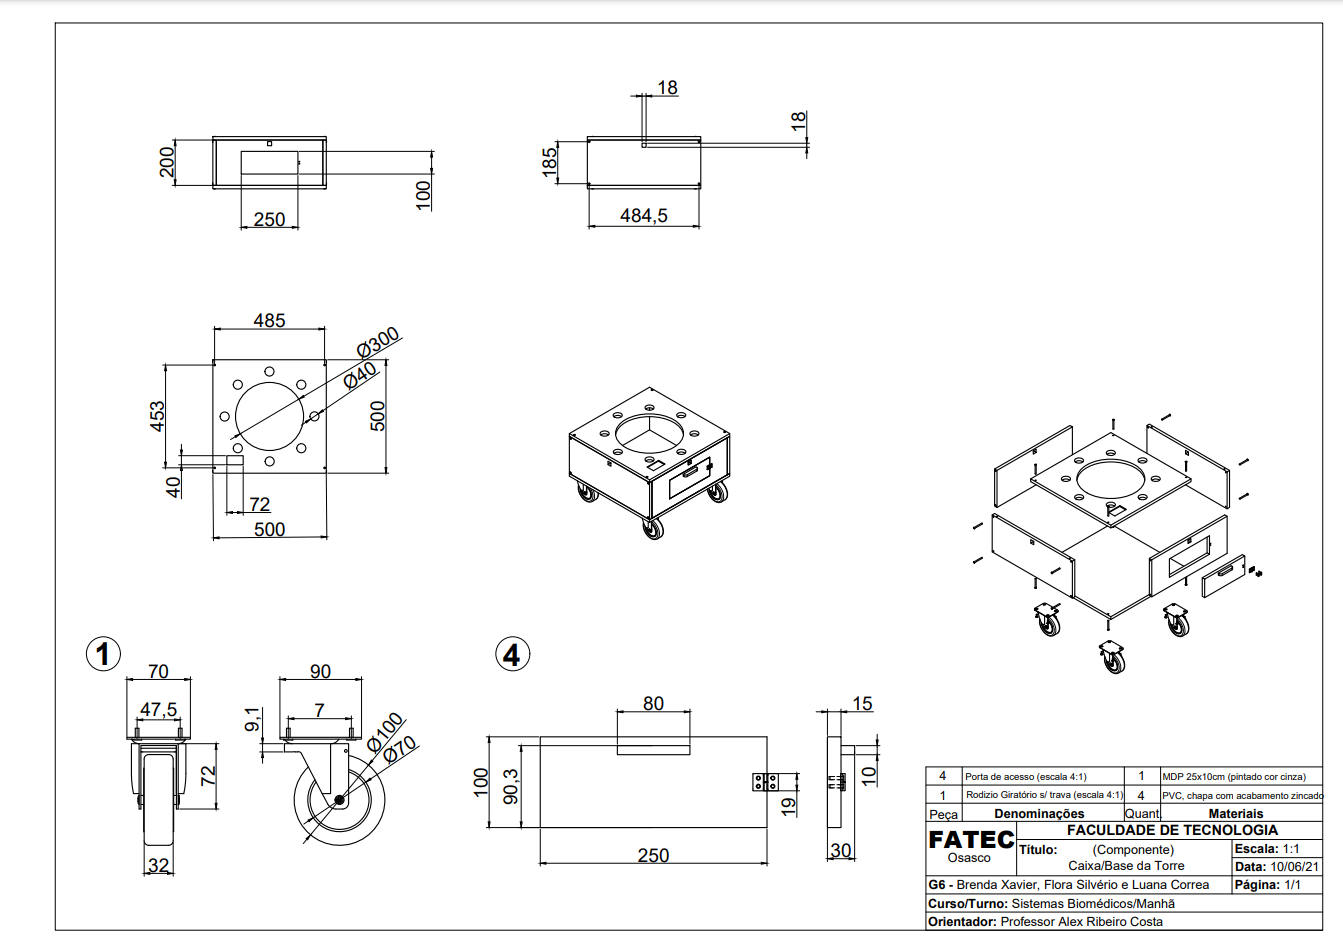 18
18
200
100
250
185
484,5
485
Ø300
Ø40
453
500
40
72
500
1
70
47,5
72
32
90
7
9,1
Ø100
Ø70
4
80
100
90,3
19
250
15
10
30
4 Porta de acesso (escala 4:1) 1 MDP 25x10cm (pintado cor cinza)
1 Rodizio Giratório s/ trava (escala 4:1) 4 PVC, chapa com acabamento zincado
Peça Denominações Quant. Materiais
FATEC
Osasco
FACULDADE DE TECNOLOGIA
Título: (Componente)
Caixa/Base da Torre
Escala: 1:1
Data: 10/06/21
G6 - Brenda Xavier, Flora Silvério e Luana Correa
Página: 1/1
Curso/Turno: Sistemas Biomédicos/Manhã
Orientador: Professor Alex Ribeiro Costa